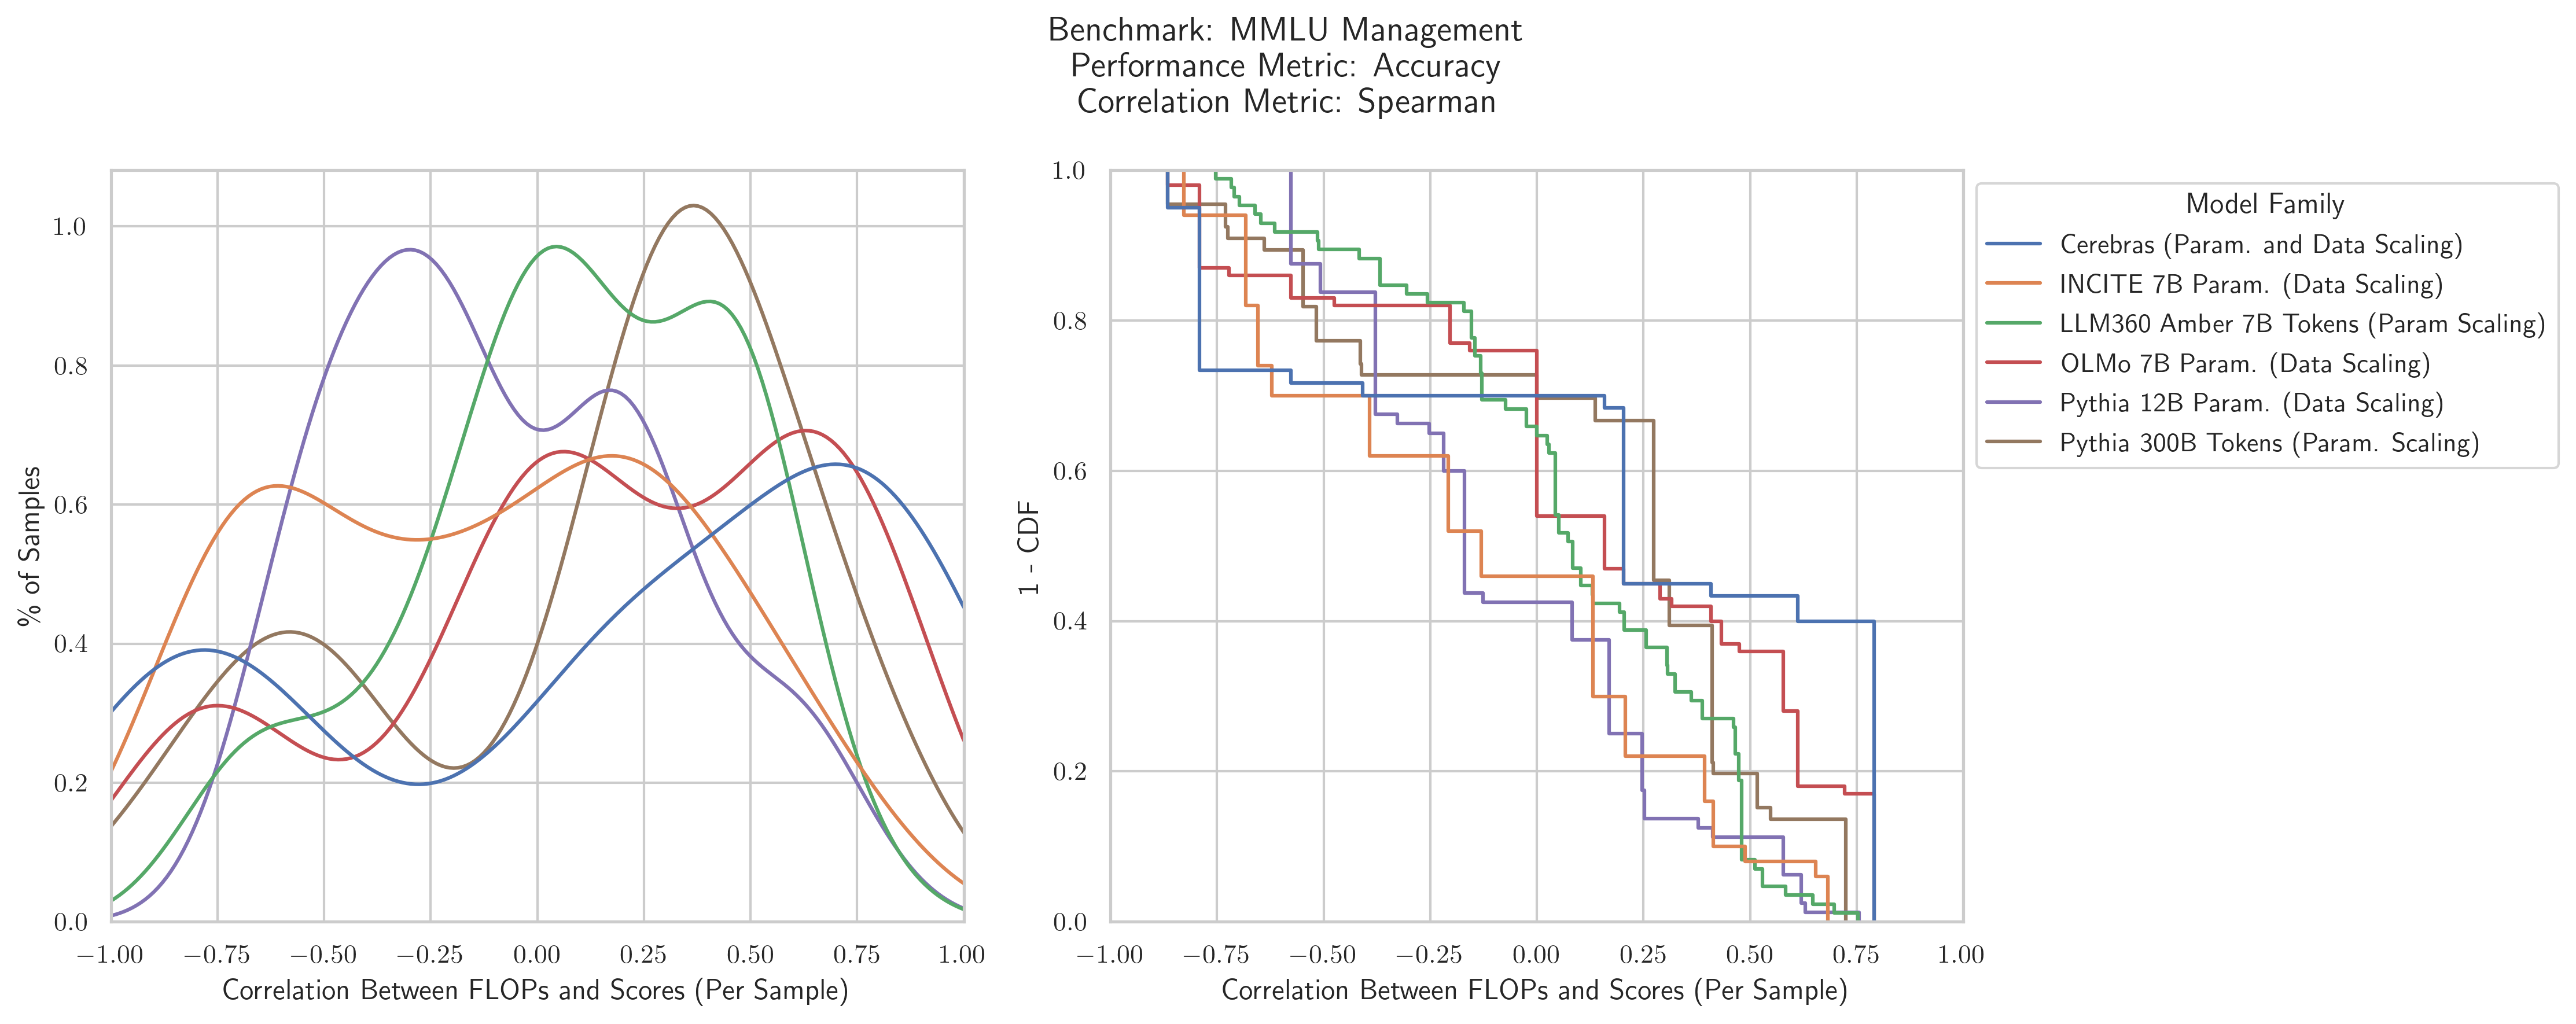 Benchmark: MMLU Management
Performance Metric: Accuracy
Correlation Metric: Spearman
% of Samples
1.0
0.8
0.6
0.4
0.2
0.0
−1.00 −0.75 −0.50 −0.25 0.00 0.25 0.50 0.75 1.00
Correlation Between FLOPs and Scores (Per Sample)
1 - CDF
1.0
0.8
0.6
0.4
0.2
0.0
−1.00 −0.75 −0.50 −0.25 0.00 0.25 0.50 0.75 1.00
Correlation Between FLOPs and Scores (Per Sample)
Model Family
Cerebras (Param. and Data Scaling)
INCITE 7B Param. (Data Scaling)
LLM360 Amber 7B Tokens (Param Scaling)
OLMo 7B Param. (Data Scaling)
Pythia 12B Param. (Data Scaling)
Pythia 300B Tokens (Param. Scaling)